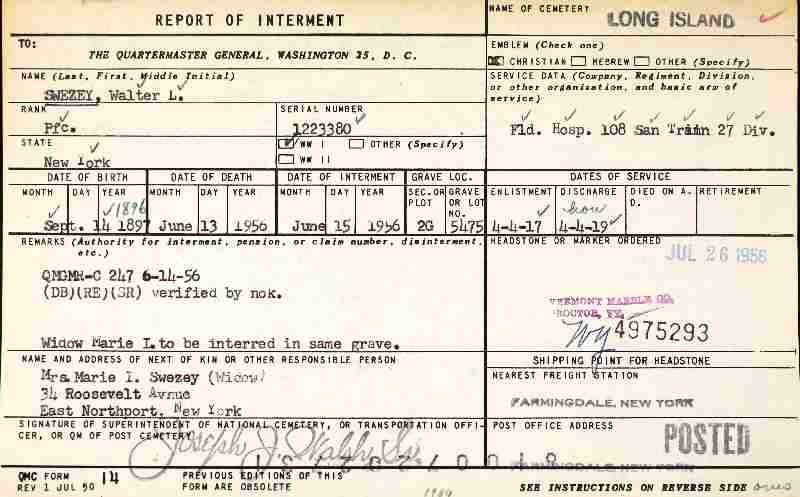 REPORT OF INTERMENT
NAME OF CEMETERY
LONG ISLAND
TO:
THE QUARTERMASTER GENERAL, WASHINGTON 25, D. C.
EMBLEM (Check one)
CHRISTIAN HEBREW OTHER (Specify)
NAME (Last, First, Middle Initial)
SWEZEY, Walter L.
SERVICE DATA (Company, Regiment, Division, or other organization, and basic arm of service)
Fld. Hosp. 108 San Train 27 Div.
RANK
Pfc.
SERIAL NUMBER
1223380
STATE
New York
WW I OTHER (Specify)
WW II
DATE OF BIRTH DATE OF DEATH DATE OF INTERMENT GRAVE LOC. DATES OF SERVICE
MONTH DAY YEAR MONTH DAY YEAR MONTH DAY YEAR SEC. OR PLOT GRAVE OR LOT NO. ENLISTMENT DISCHARGE DIED ON A. D. RETIREMENT
1896 hon
Sept. 14 1897 June 13 1956 June 15 1956 2G 5475 4-4-17 4-4-19
REMARKS (Authority for interment, pension, or claim number, disinterment, etc.)
HEADSTONE OR MARKER ORDERED
JUL 26 1956
QMGMR-C 247 6-14-56
(DB)(RE)(SR) verified by nok.
VERMONT MARBLE CO.
PROCTOR, VT.
Wy 4975293
Widow Marie I. to be interred in same grave.
NAME AND ADDRESS OF NEXT OF KIN OR OTHER RESPONSIBLE PERSON
SHIPPING POINT FOR HEADSTONE
Mrs. Marie I. Swezey (Widow)
34 Roosevelt Avnue
East Northport, New York
NEAREST FREIGHT STATION
FARMINGDALE, NEW YORK
SIGNATURE OF SUPERINTENDENT OF NATIONAL CEMETERY, OR TRANSPORTATION OFFICER, OR QM OF POST CEMETERY
Joseph J. Walsh
POST OFFICE ADDRESS
POSTED
FARMINGDALE, NEW YORK
QMC FORM 14
REV 1 JUL 50
PREVIOUS EDITIONS OF THIS FORM ARE OBSOLETE
SEE INSTRUCTIONS ON REVERSE SIDE